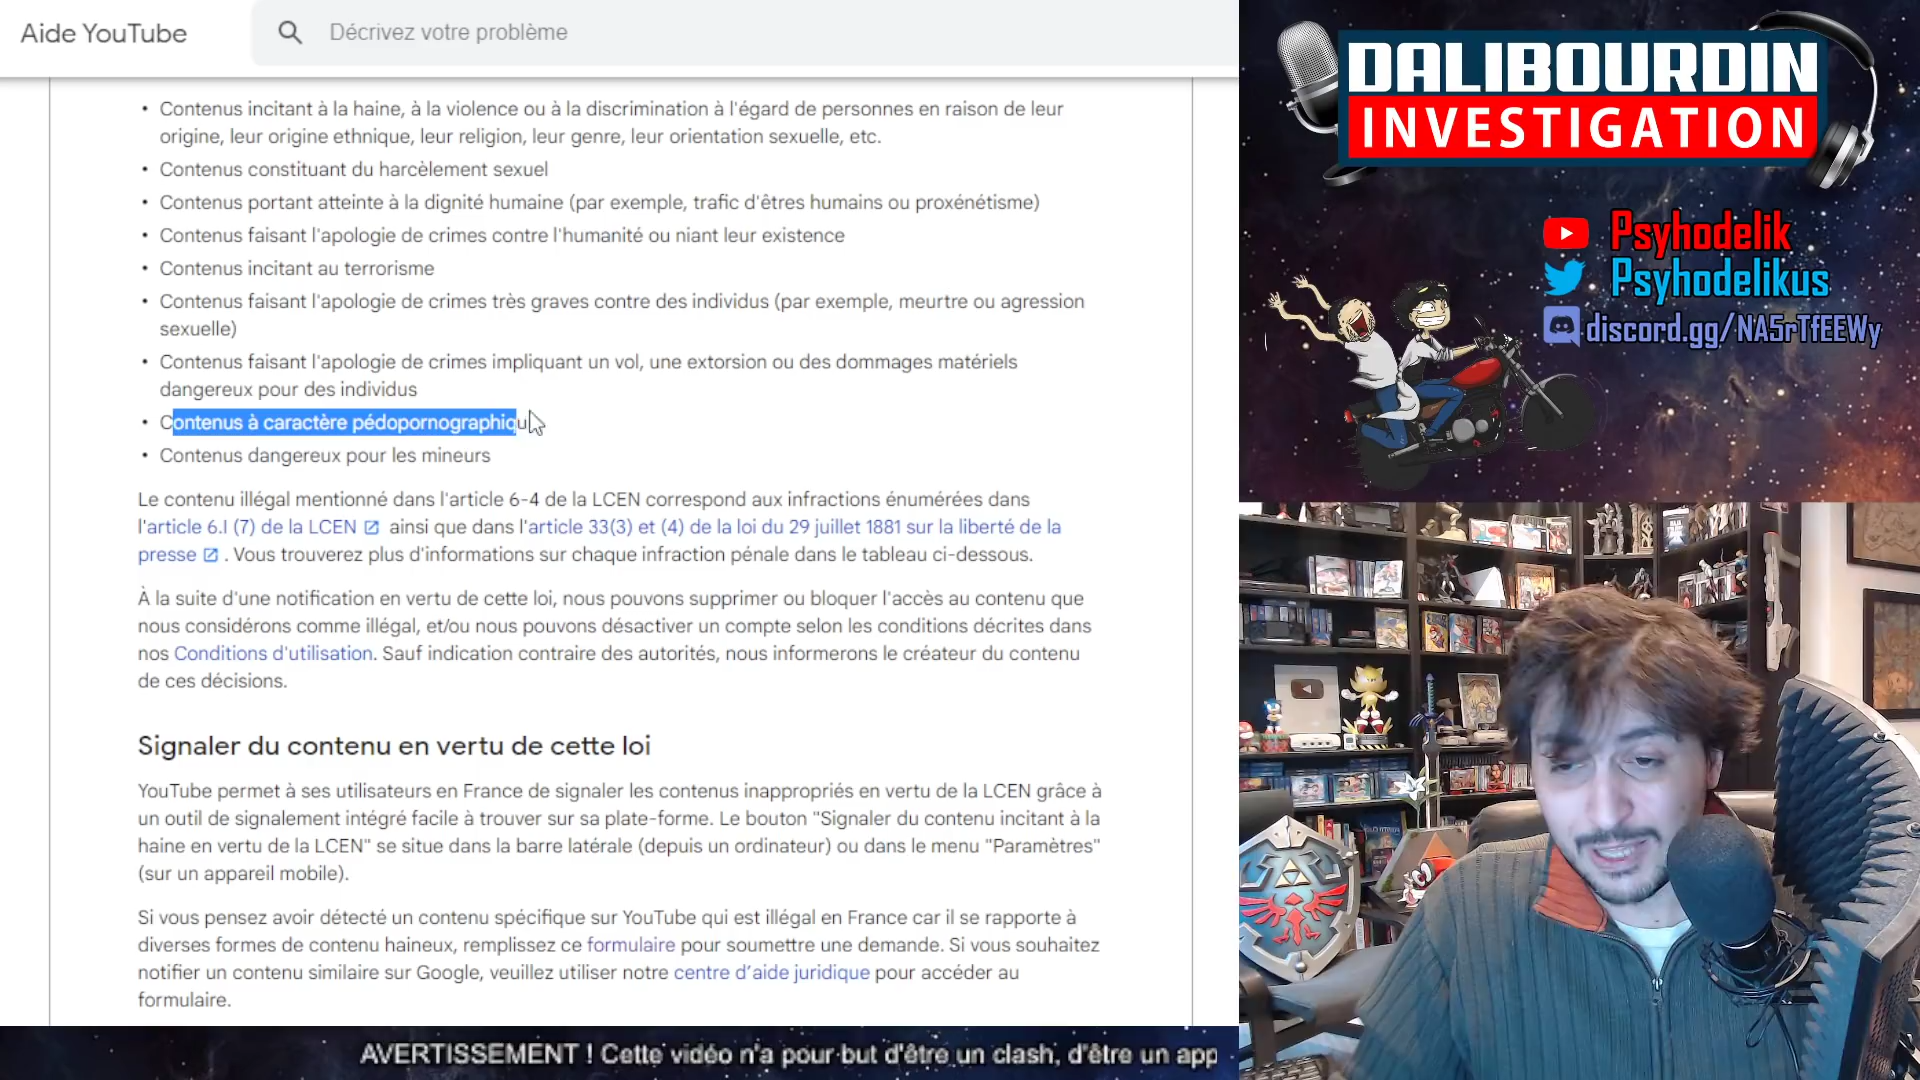 Aide YouTube
Décrivez votre problème
• Contenus incitant à la haine, à la violence ou à la discrimination à l'égard de personnes en raison de leur
origine, leur origine ethnique, leur religion, leur genre, leur orientation sexuelle, etc.
• Contenus constituant du harcèlement sexuel
• Contenus portant atteinte à la dignité humaine (par exemple, trafic d'êtres humains ou proxénétisme)
• Contenus faisant l'apologie de crimes contre l'humanité ou niant leur existence
• Contenus incitant au terrorisme
• Contenus faisant l'apologie de crimes très graves contre des individus (par exemple, meurtre ou agression
sexuelle)
• Contenus faisant l'apologie de crimes impliquant un vol, une extorsion ou des dommages matériels
dangereux pour des individus
• Contenus à caractère pédopornographiqu
• Contenus dangereux pour les mineurs
Le contenu illégal mentionné dans l'article 6-4 de la LCEN correspond aux infractions énumérées dans
l'article 6.I (7) de la LCEN ainsi que dans l'article 33(3) et (4) de la loi du 29 juillet 1881 sur la liberté de la
presse . Vous trouverez plus d'informations sur chaque infraction pénale dans le tableau ci-dessous.
À la suite d'une notification en vertu de cette loi, nous pouvons supprimer ou bloquer l'accès au contenu que
nous considérons comme illégal, et/ou nous pouvons désactiver un compte selon les conditions décrites dans
nos Conditions d'utilisation. Sauf indication contraire des autorités, nous informerons le créateur du contenu
de ces décisions.
Signaler du contenu en vertu de cette loi
YouTube permet à ses utilisateurs en France de signaler les contenus inappropriés en vertu de la LCEN grâce à
un outil de signalement intégré facile à trouver sur sa plate-forme. Le bouton "Signaler du contenu incitant à la
haine en vertu de la LCEN" se situe dans la barre latérale (depuis un ordinateur) ou dans le menu "Paramètres"
(sur un appareil mobile).
Si vous pensez avoir détecté un contenu spécifique sur YouTube qui est illégal en France car il se rapporte à
diverses formes de contenu haineux, remplissez ce formulaire pour soumettre une demande. Si vous souhaitez
notifier un contenu similaire sur Google, veuillez utiliser notre centre d’aide juridique pour accéder au
formulaire.
AVERTISSEMENT ! Cette vidéo n'a pour but d'être un clash, d'être un app
DALIBOURDIN
INVESTIGATION
Psyhodelik
Psyhodelikus
discord.gg/NA5rTfEEWy